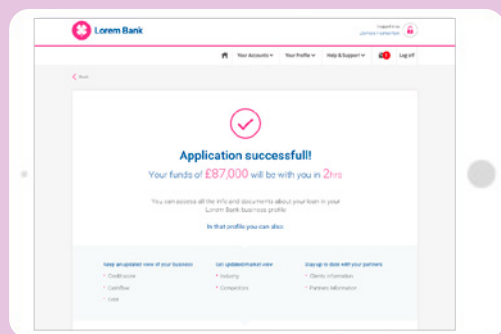 Lorem Bank
Your Accounts
Your Profile
Help & Support
Log off
Back
Application successfull!
Your funds of £87,000 will be with you in 2hrs
You can access all the info and documents about your loan in your
Lorem Bank business profile
In that profile you can also:
Keep an updated view of your business
Credit score
Cashflow
Get updated market view
Industry
Competitors
Stay up to date with your partners
Clients information
Partners information